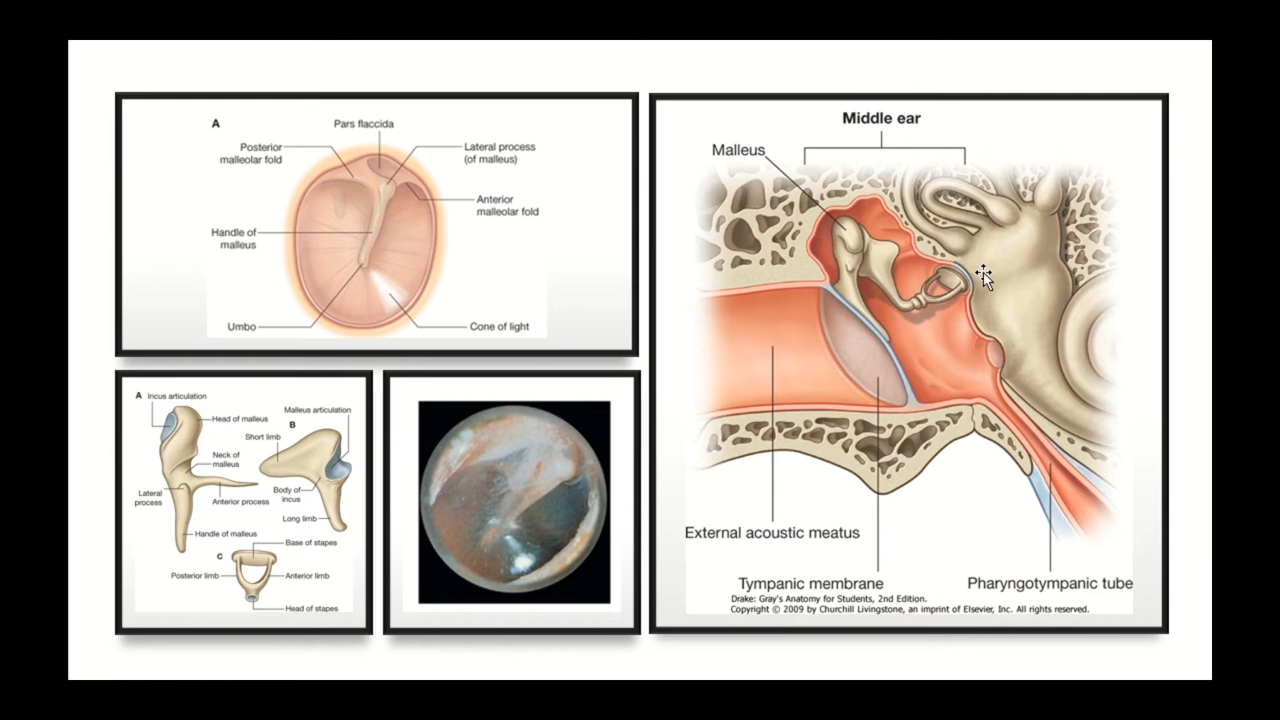 A
Pars flaccida
Posterior
malleolar fold
Lateral process
(of malleus)
Anterior
malleolar fold
Handle of
malleus
Umbo
Cone of light
A
Incus articulation
Head of malleus
Neck of
malleus
Lateral
process
Anterior process
Handle of malleus
Malleus articulation
B
Short limb
Body of
incus
Long limb
C
Base of stapes
Posterior limb
Anterior limb
Head of stapes
Middle ear
Malleus
External acoustic meatus
Tympanic membrane
Pharyngotympanic tube
Drake: Gray's Anatomy for Students, 2nd Edition.
Copyright © 2009 by Churchill Livingstone, an imprint of Elsevier, Inc. All rights reserved.